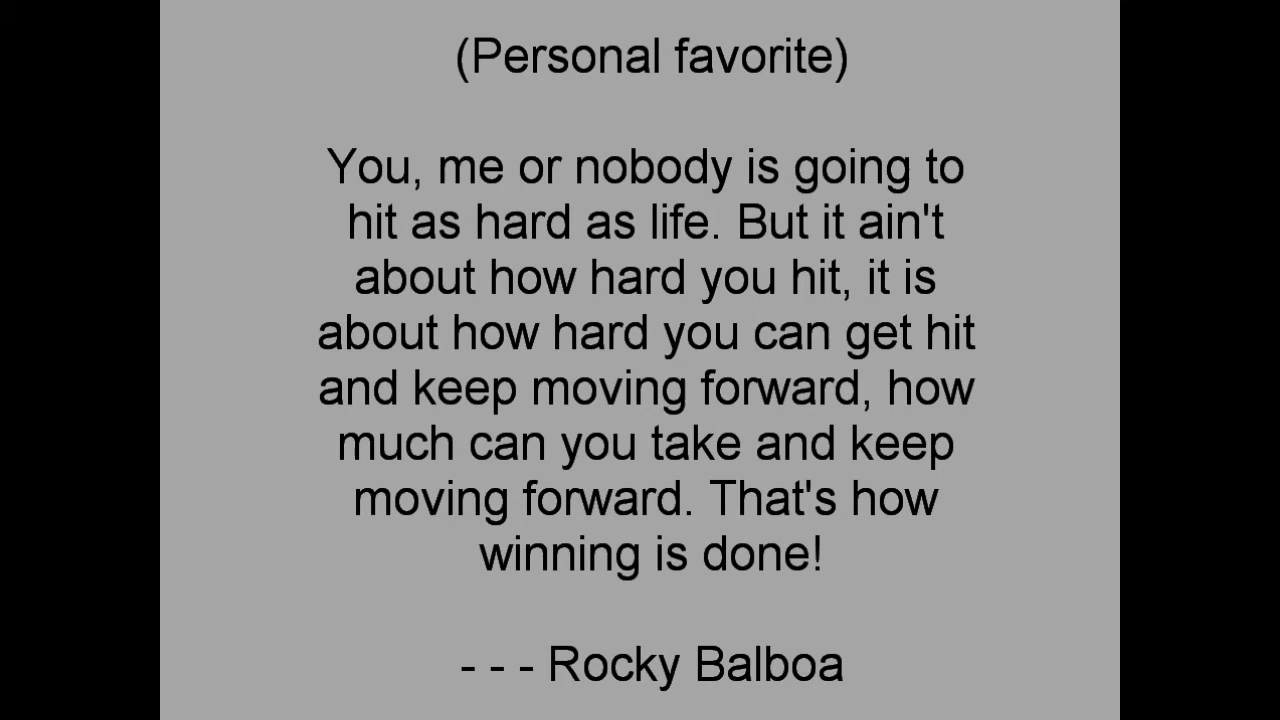 (Personal favorite)
You, me or nobody is going to
hit as hard as life. But it ain't
about how hard you hit, it is
about how hard you can get hit
and keep moving forward, how
much can you take and keep
moving forward. That's how
winning is done!
- - - Rocky Balboa